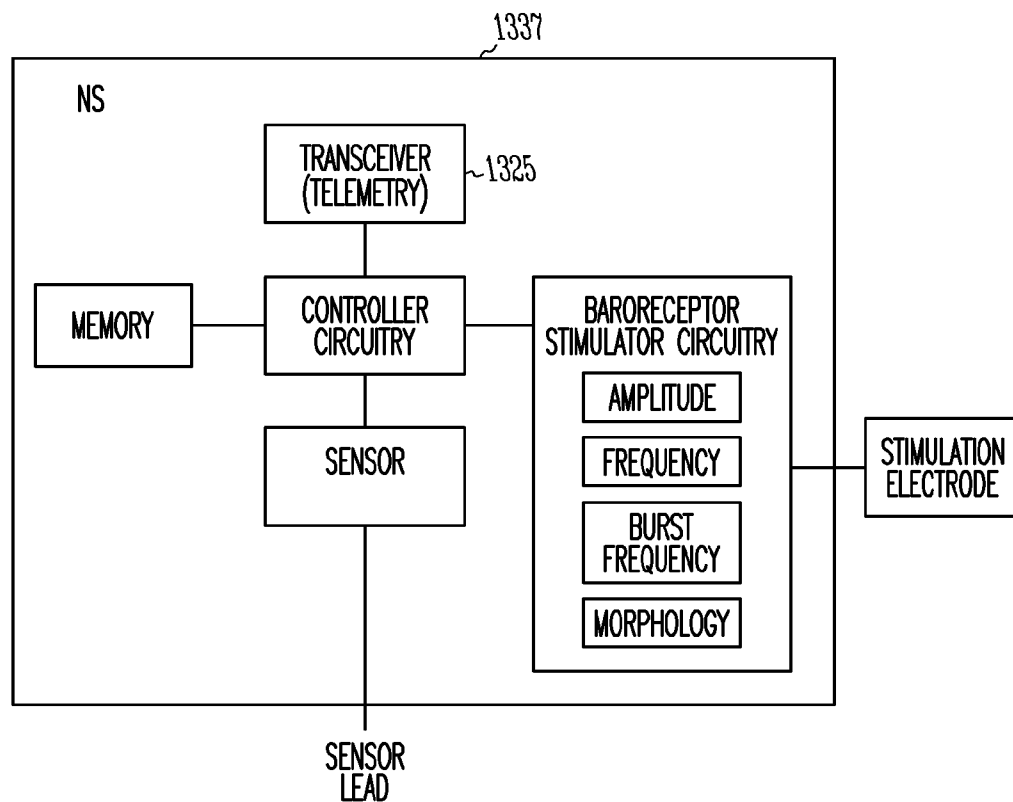 1337
NS
TRANSCEIVER
(TELEMETRY)
1325
MEMORY
CONTROLLER
CIRCUITRY
BARORECEPTOR
STIMULATOR CIRCUITRY
AMPLITUDE
FREQUENCY
BURST
FREQUENCY
MORPHOLOGY
SENSOR
STIMULATION
ELECTRODE
SENSOR
LEAD